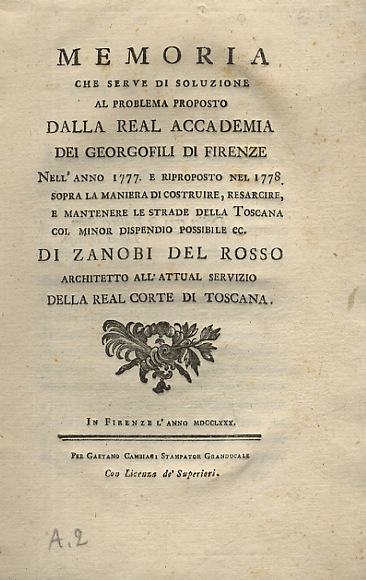 MEMORIA
CHE SERVE DI SOLUZIONE
AL PROBLEMA PROPOSTO
DALLA REAL ACCADEMIA
DEI GEORGOFILI DI FIRENZE
NELL' ANNO 1777. E RIPROPOSTO NEL 1778.
SOPRA LA MANIERA DI COSTRUIRE, RESARCIRE,
E MANTENERE LE STRADE DELLA TOSCANA
COL MINOR DISPENDIO POSSIBILE EC.
DI ZANOBI DEL ROSSO
ARCHITETTO ALL' ATTUAL SERVIZIO
DELLA REAL CORTE DI TOSCANA.
IN FIRENZE L' ANNO MDCCLXXX.
PER GAETANO CAMBIAGI STAMPATOR GRANDUCALE
Con Licenza de' Superiori.
A.2